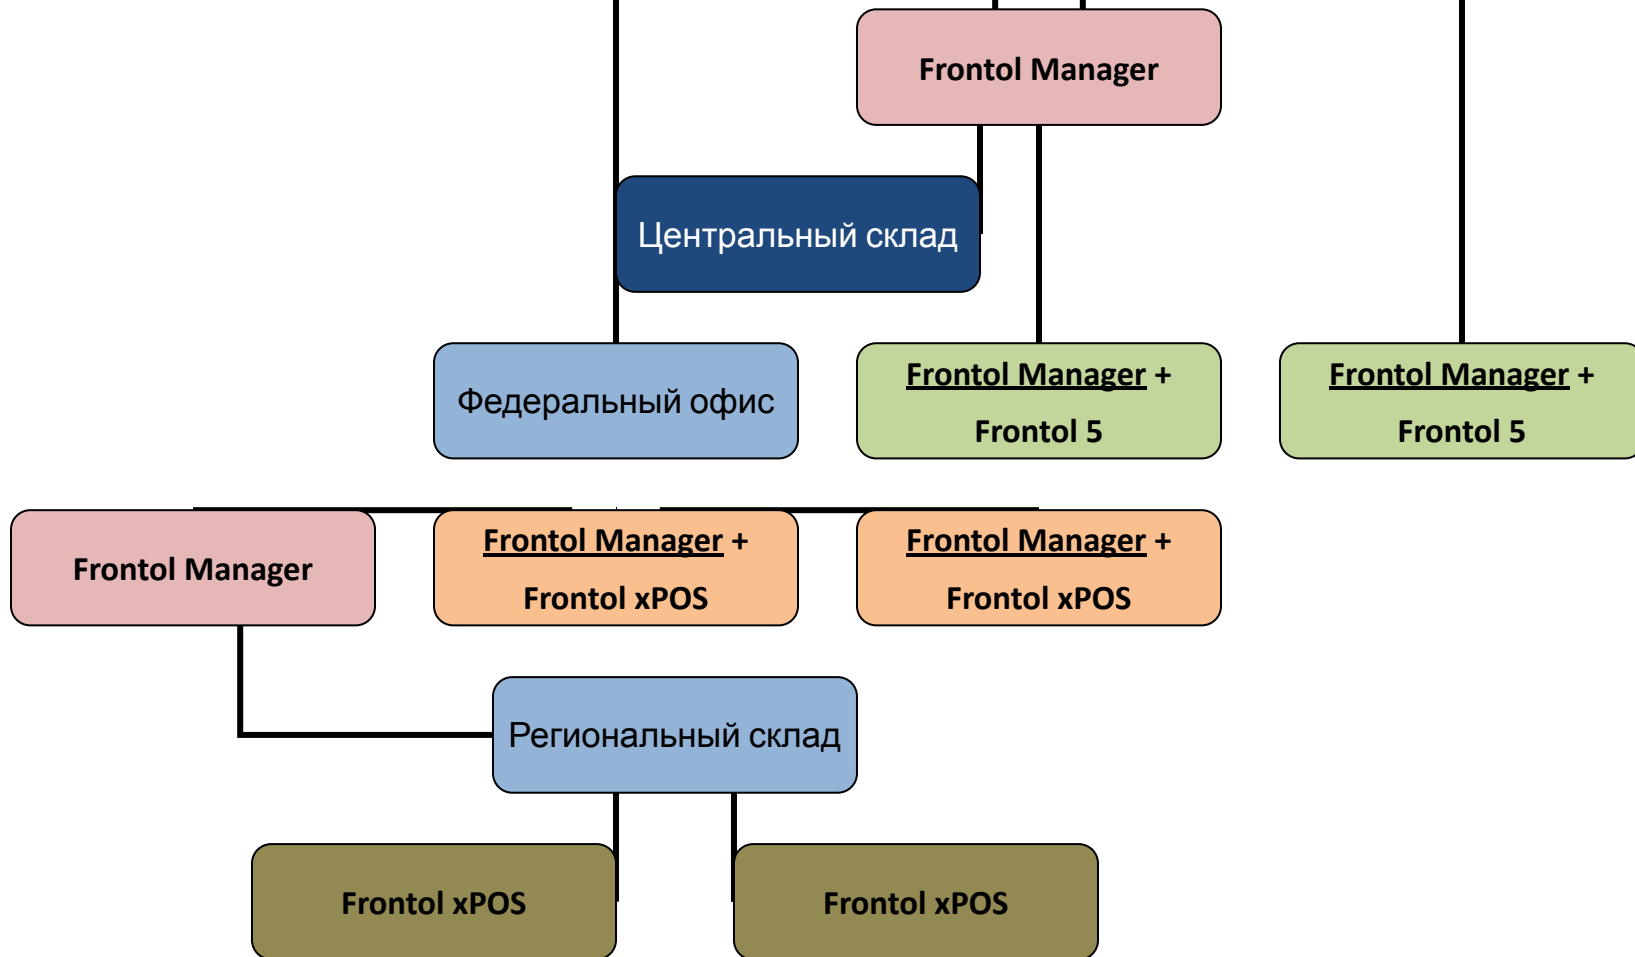 Frontol Manager
Центральный склад
Федеральный офис
Frontol Manager +
Frontol 5
Frontol Manager +
Frontol 5
Frontol Manager
Frontol Manager +
Frontol xPOS
Frontol Manager +
Frontol xPOS
Региональный склад
Frontol xPOS
Frontol xPOS